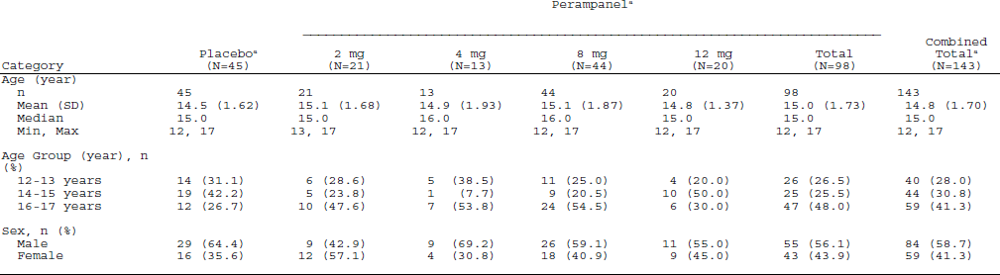 Perampanelª
Placeboª 2 mg 4 mg 8 mg 12 mg Total Combined Totalª
Category (N=45) (N=21) (N=13) (N=44) (N=20) (N=98) (N=143)
Age (year)
n 45 21 13 44 20 98 143
Mean (SD) 14.5 (1.62) 15.1 (1.68) 14.9 (1.93) 15.1 (1.87) 14.8 (1.37) 15.0 (1.73) 14.8 (1.70)
Median 15.0 15.0 16.0 16.0 15.0 15.0 15.0
Min, Max 12, 17 13, 17 12, 17 12, 17 12, 17 12, 17 12, 17
Age Group (year), n
(%)
12-13 years 14 (31.1) 6 (28.6) 5 (38.5) 11 (25.0) 4 (20.0) 26 (26.5) 40 (28.0)
14-15 years 19 (42.2) 5 (23.8) 1 (7.7) 9 (20.5) 10 (50.0) 25 (25.5) 44 (30.8)
16-17 years 12 (26.7) 10 (47.6) 7 (53.8) 24 (54.5) 6 (30.0) 47 (48.0) 59 (41.3)
Sex, n (%)
Male 29 (64.4) 9 (42.9) 9 (69.2) 26 (59.1) 11 (55.0) 55 (56.1) 84 (58.7)
Female 16 (35.6) 12 (57.1) 4 (30.8) 18 (40.9) 9 (45.0) 43 (43.9) 59 (41.3)